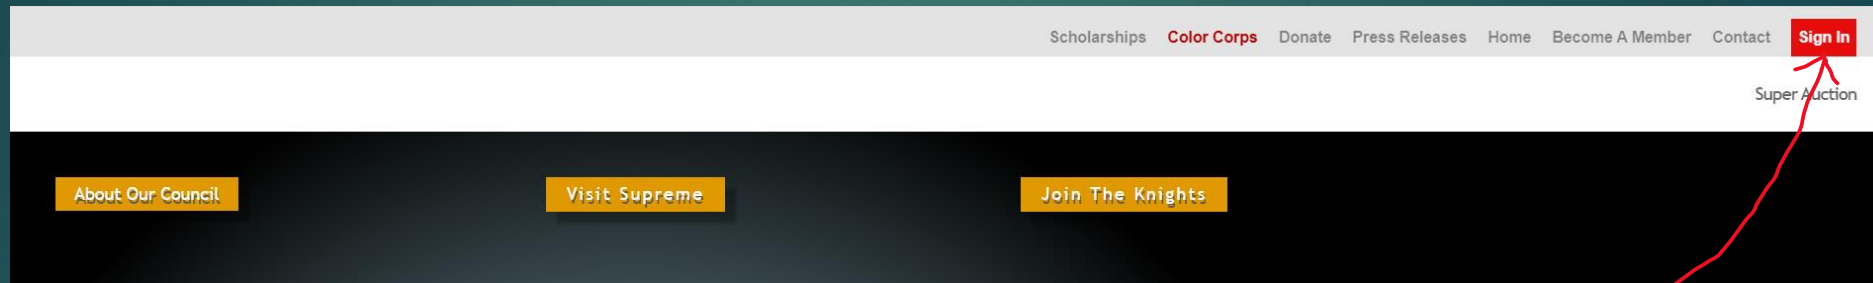 Scholarships Color Corps Donate Press Releases Home Become A Member Contact Sign In
Super Auction
About Our Council Visit Supreme Join The Knights